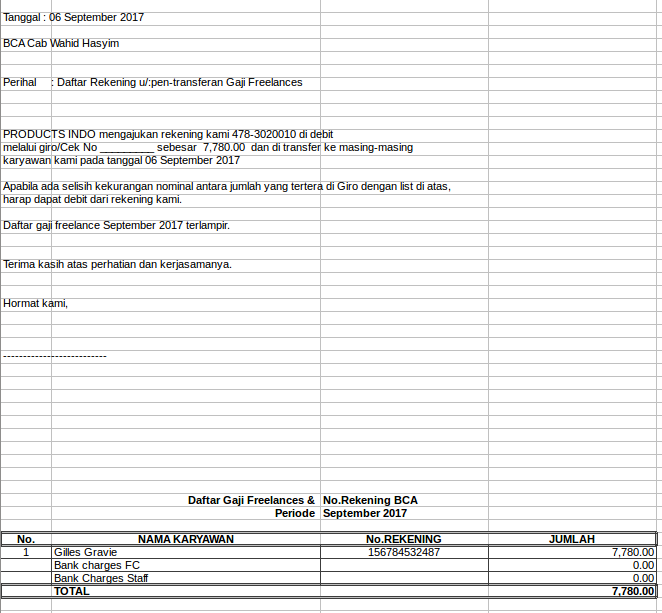 Tanggal : 06 September 2017
BCA Cab Wahid Hasyim
Perihal : Daftar Rekening u/:pen-transferan Gaji Freelances
PRODUCTS INDO mengajukan rekening kami 478-3020010 di debit
melalui giro/Cek No _________ sebesar 7,780.00 dan di transfer ke masing-masing
karyawan kami pada tanggal 06 September 2017
Apabila ada selisih kekurangan nominal antara jumlah yang tertera di Giro dengan list di atas,
harap dapat debit dari rekening kami.
Daftar gaji freelance September 2017 terlampir.
Terima kasih atas perhatian dan kerjasamanya.
Hormat kami,
--------------------------
Daftar Gaji Freelances & No.Rekening BCA
Periode September 2017
No. NAMA KARYAWAN No.REKENING JUMLAH
1 Gilles Gravie 156784532487 7,780.00
Bank charges FC 0.00
Bank Charges Staff 0.00
TOTAL 7,780.00